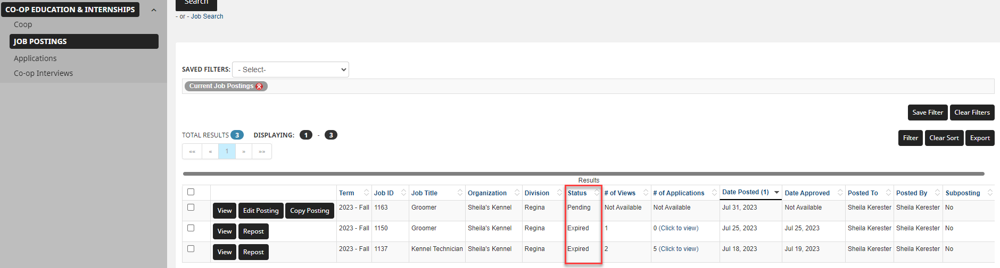 CO-OP EDUCATION & INTERNSHIPS
Coop
JOB POSTINGS
Applications
Co-op Interviews
Search
- or - Job Search
SAVED FILTERS: - Select-
Current Job Postings
Save Filter Clear Filters
TOTAL RESULTS 3 DISPLAYING: 1 - 3
Filter Clear Sort Export
«« « 1 » »»
Results
Term Job ID Job Title Organization Division Status # of Views # of Applications Date Posted (1) Date Approved Posted To Posted By Subposting
View Edit Posting Copy Posting 2023 - Fall 1163 Groomer Sheila's Kennel Regina Pending Not Available Not Available Jul 31, 2023 Not Available Sheila Kerester Sheila Kerester No
View Repost 2023 - Fall 1150 Groomer Sheila's Kennel Regina Expired 1 0 (Click to view) Jul 25, 2023 Jul 25, 2023 Sheila Kerester Sheila Kerester No
View Repost 2023 - Fall 1137 Kennel Technician Sheila's Kennel Regina Expired 2 5 (Click to view) Jul 18, 2023 Jul 19, 2023 Sheila Kerester Sheila Kerester No